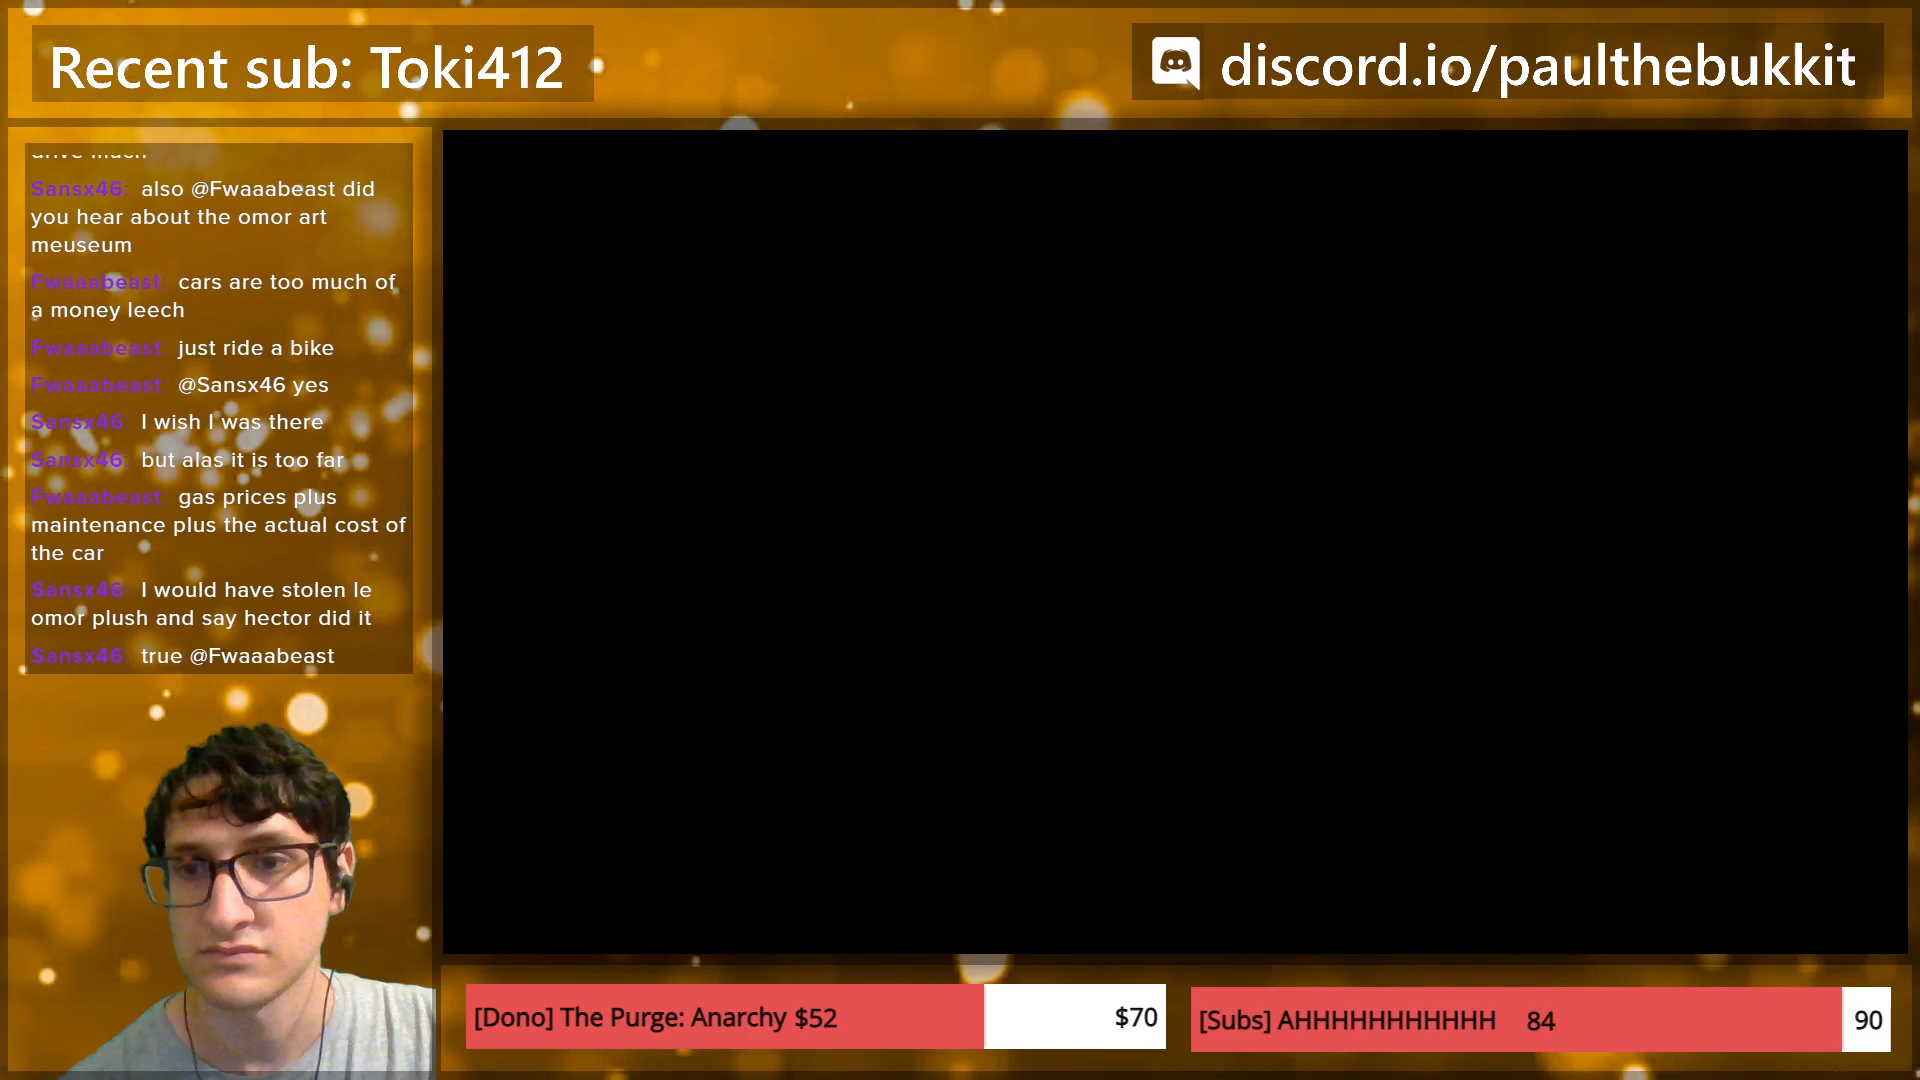 Recent sub: Toki412
discord.io/paulthebukkit
drive much
Sansx46: also @Fwaaabeast did
you hear about the omor art
meuseum
Fwaaabeast: cars are too much of
a money leech
Fwaaabeast: just ride a bike
Fwaaabeast: @Sansx46 yes
Sansx46: I wish I was there
Sansx46: but alas it is too far
Fwaaabeast: gas prices plus
maintenance plus the actual cost of
the car
Sansx46: I would have stolen le
omor plush and say hector did it
Sansx46: true @Fwaaabeast
[Dono] The Purge: Anarchy $52 $70
[Subs] AHHHHHHHHHHH 84 90